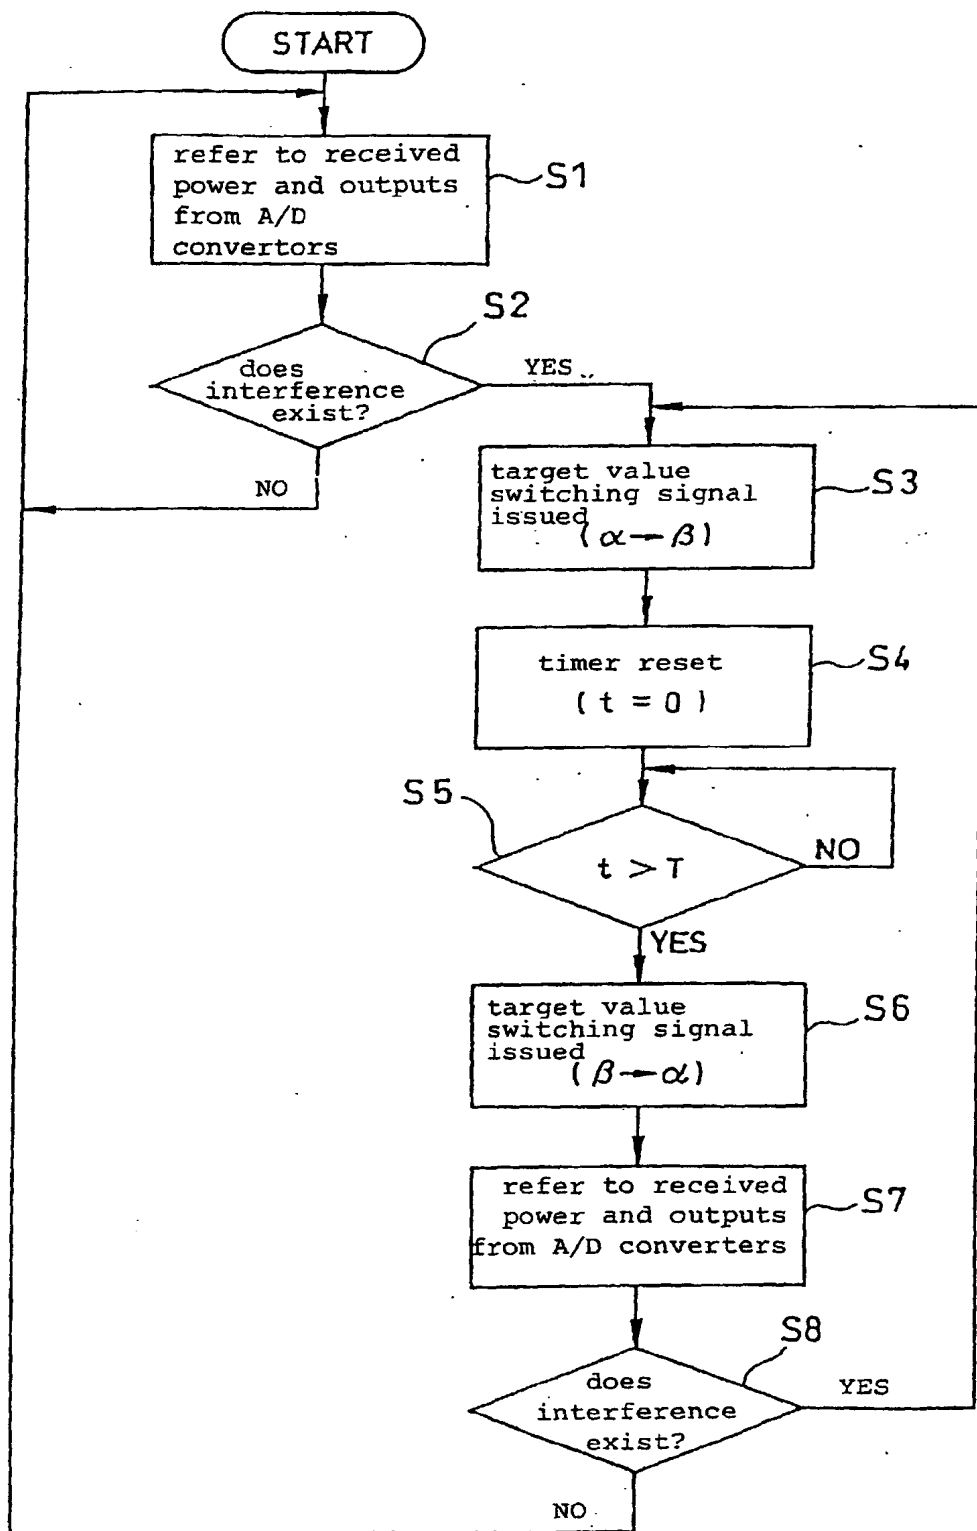 START
refer to received
power and outputs
from A/D
convertors
S1
S2
does
interference
exist?
YES
NO
target value
switching signal
issued
(α→β)
S3
timer reset
(t=0)
S4
S5
t>T
NO
YES
target value
switching signal
issued
(β→α)
S6
refer to received
power and outputs
from A/D converters
S7
S8
does
interference
exist?
YES
NO